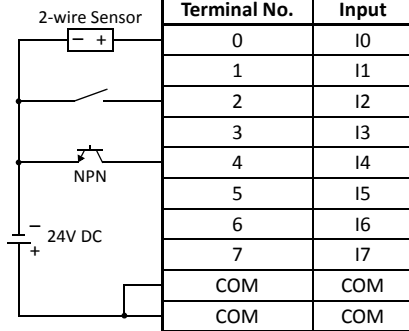 2-wire Sensor
− +
NPN
−
24V DC
+
Terminal No. Input
0 I0
1 I1
2 I2
3 I3
4 I4
5 I5
6 I6
7 I7
COM COM
COM COM